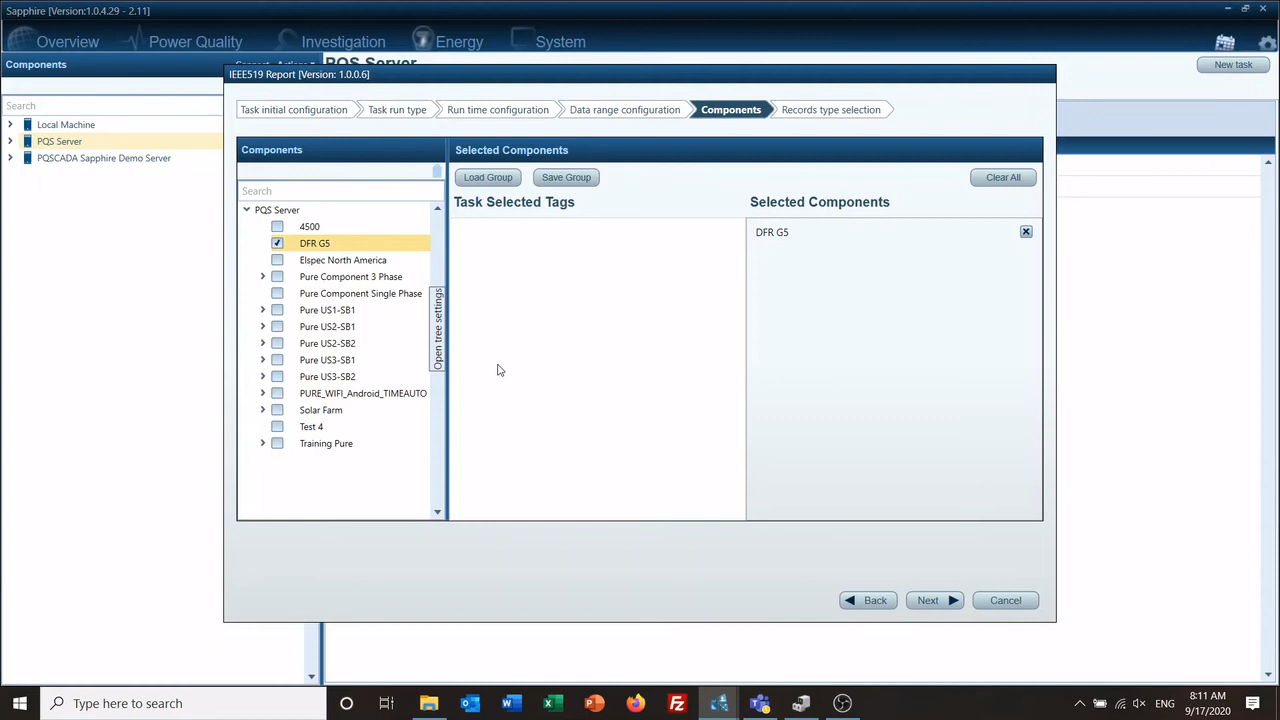 Sapphire [Version:1.0.4.29 - 2.11]
Overview
Power Quality
Investigation
Energy
System
Components
PQS Server
New task
Search
Local Machine
PQS Server
PQSCADA Sapphire Demo Server
IEEE519 Report [Version: 1.0.0.6]
Task initial configuration
Task run type
Run time configuration
Data range configuration
Components
Records type selection
Components
Search
PQS Server
4500
DFR G5
Elspec North America
Pure Component 3 Phase
Pure Component Single Phase
Pure US1-SB1
Pure US2-SB1
Pure US2-SB2
Pure US3-SB1
Pure US3-SB2
PURE_WIFI_Android_TIMEAUTO
Solar Farm
Test 4
Training Pure
Open tree settings
Selected Components
Load Group
Save Group
Clear All
Task Selected Tags
Selected Components
DFR G5
Back
Next
Cancel
Type here to search
ENG
8:11 AM
9/17/2020